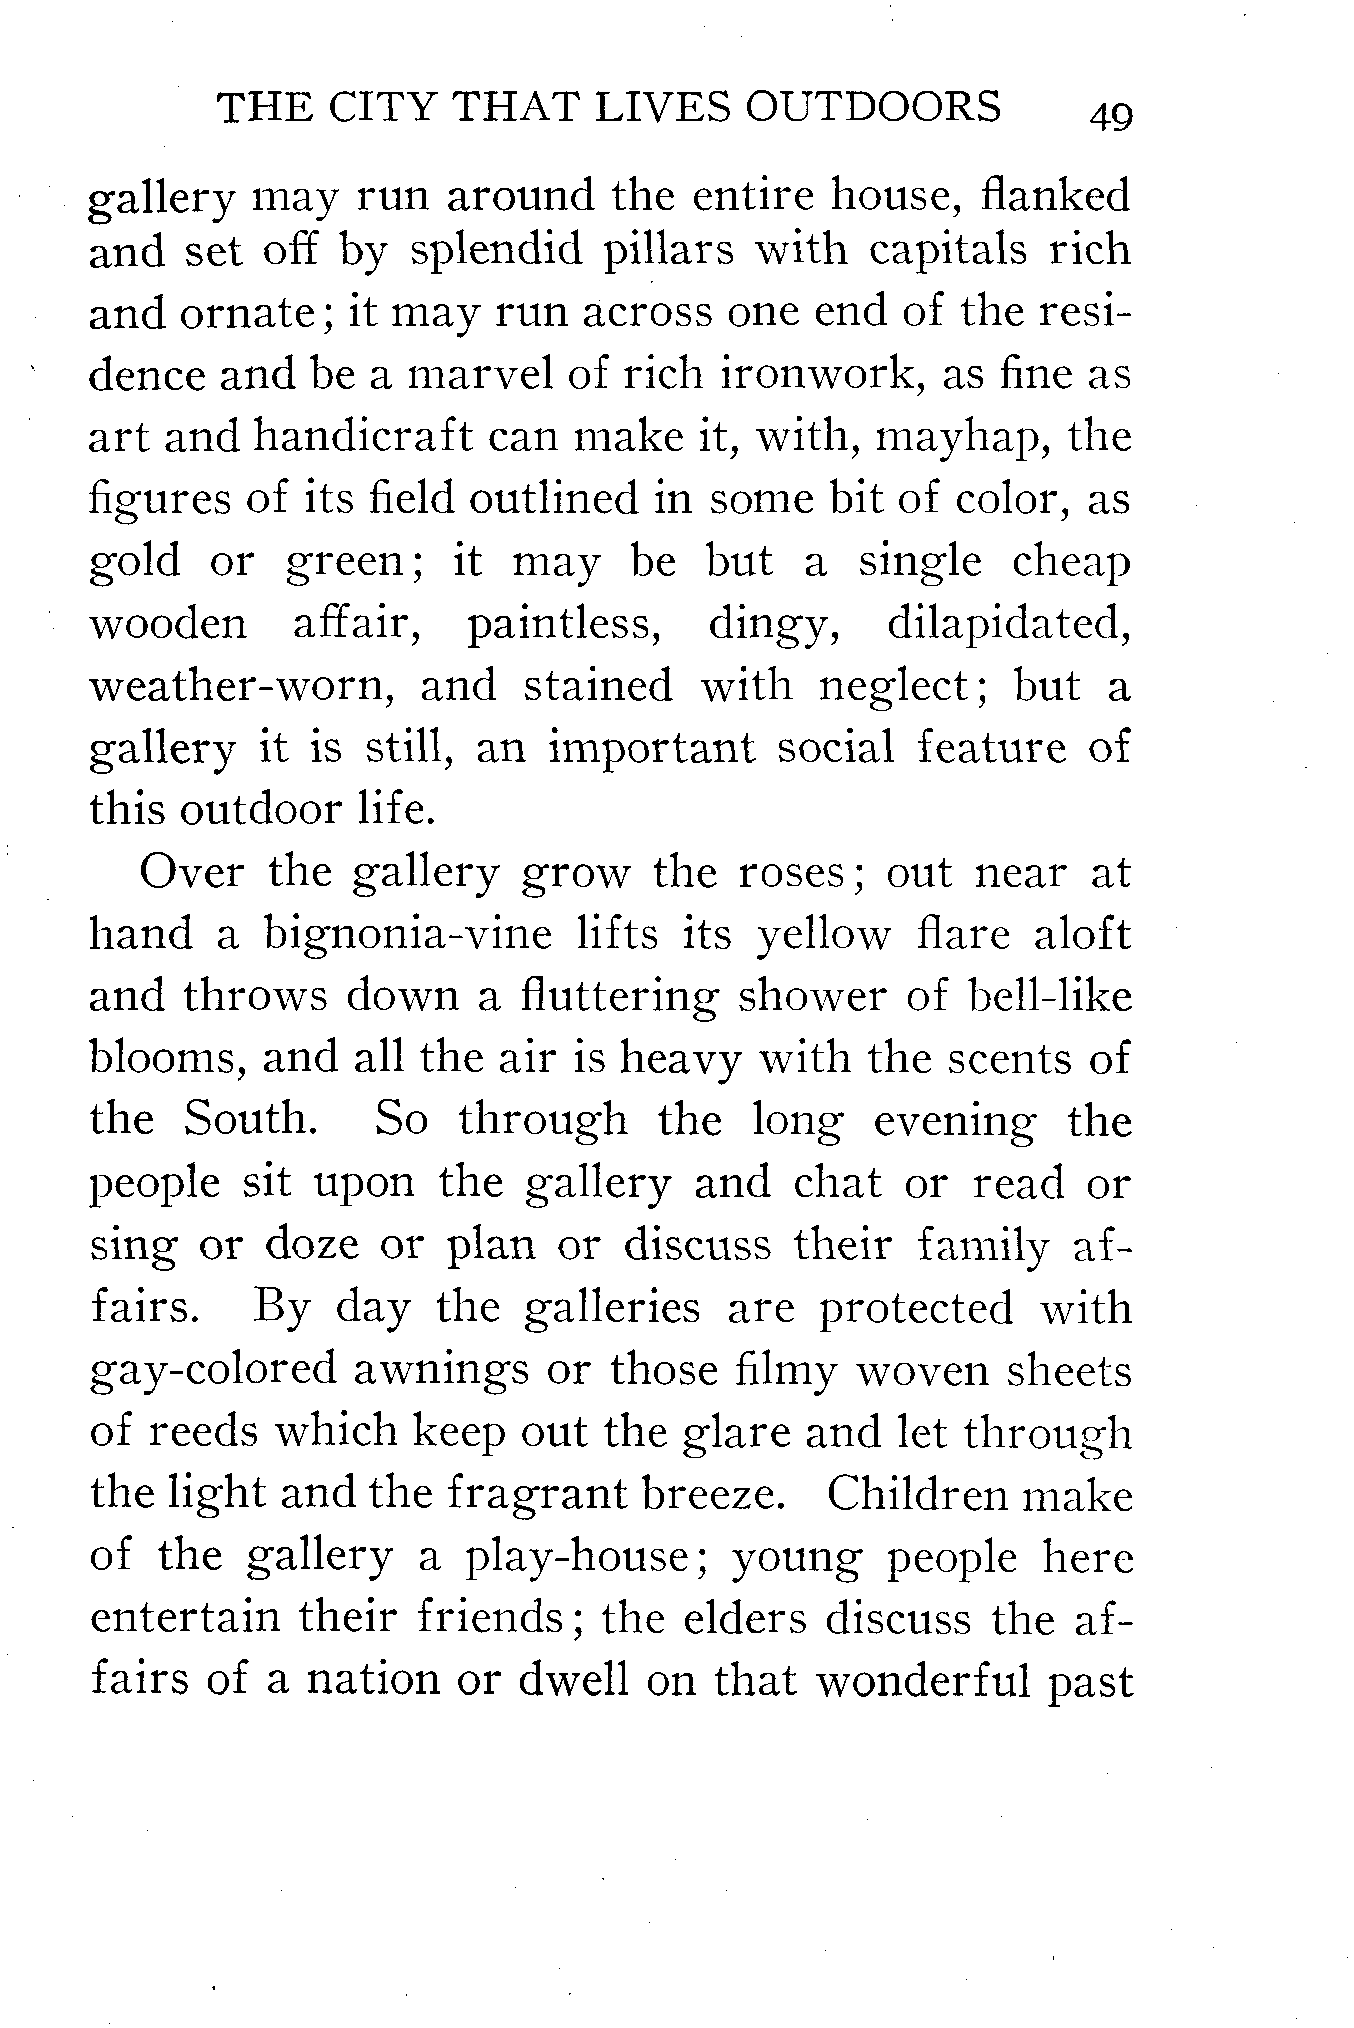 THE CITY THAT LIVES OUTDOORS 49
gallery may run around the entire house, flanked
and set off by splendid pillars with capitals rich
and ornate; it may run across one end of the resi-
dence and be a marvel of rich ironwork, as fine as
art and handicraft can make it, with, mayhap, the
figures of its field outlined in some bit of color, as
gold or green; it may be but a single cheap
wooden affair, paintless, dingy, dilapidated,
weather-worn, and stained with neglect; but a
gallery it is still, an important social feature of
this outdoor life.
Over the gallery grow the roses; out near at
hand a bignonia-vine lifts its yellow flare aloft
and throws down a fluttering shower of bell-like
blooms, and all the air is heavy with the scents of
the South. So through the long evening the
people sit upon the gallery and chat or read or
sing or doze or plan or discuss their family af-
fairs. By day the galleries are protected with
gay-colored awnings or those filmy woven sheets
of reeds which keep out the glare and let through
the light and the fragrant breeze. Children make
of the gallery a play-house; young people here
entertain their friends; the elders discuss the af-
fairs of a nation or dwell on that wonderful past